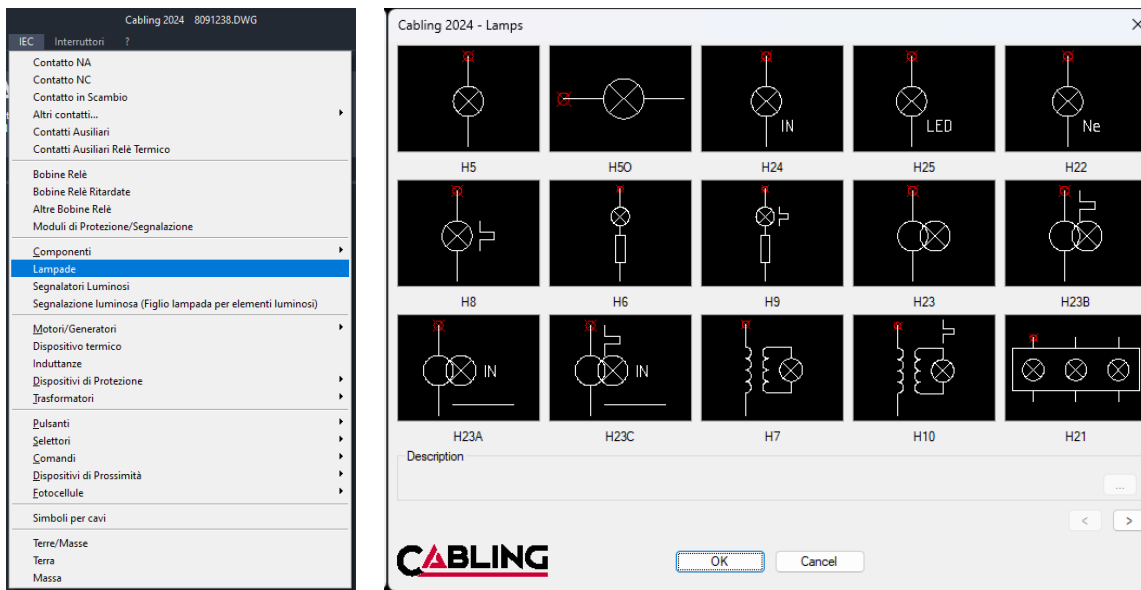 Cabling 2024 8091238.DWG
IEC Interruttori ?
Contatto NA
Contatto NC
Contatto in Scambio
Altri contatti...
Contatti Ausiliari
Contatti Ausiliari Relè Termico
Bobine Relè
Bobine Relè Ritardate
Altre Bobine Relè
Moduli di Protezione/Segnalazione
Componenti
Lampade
Segnalatori Luminosi
Segnalazione luminosa (Figlio lampada per elementi luminosi)
Motori/Generatori
Dispositivo termico
Induttanze
Dispositivi di Protezione
Trasformatori
Pulsanti
Selettori
Comandi
Dispositivi di Prossimità
Fotocellule
Simboli per cavi
Terre/Masse
Terra
Massa
Cabling 2024 - Lamps
IN LED Ne
H5 H5O H24 H25 H22
H8 H6 H9 H23 H23B
IN IN
H23A H23C H7 H10 H21
Description
...
< >
CABLING
OK Cancel